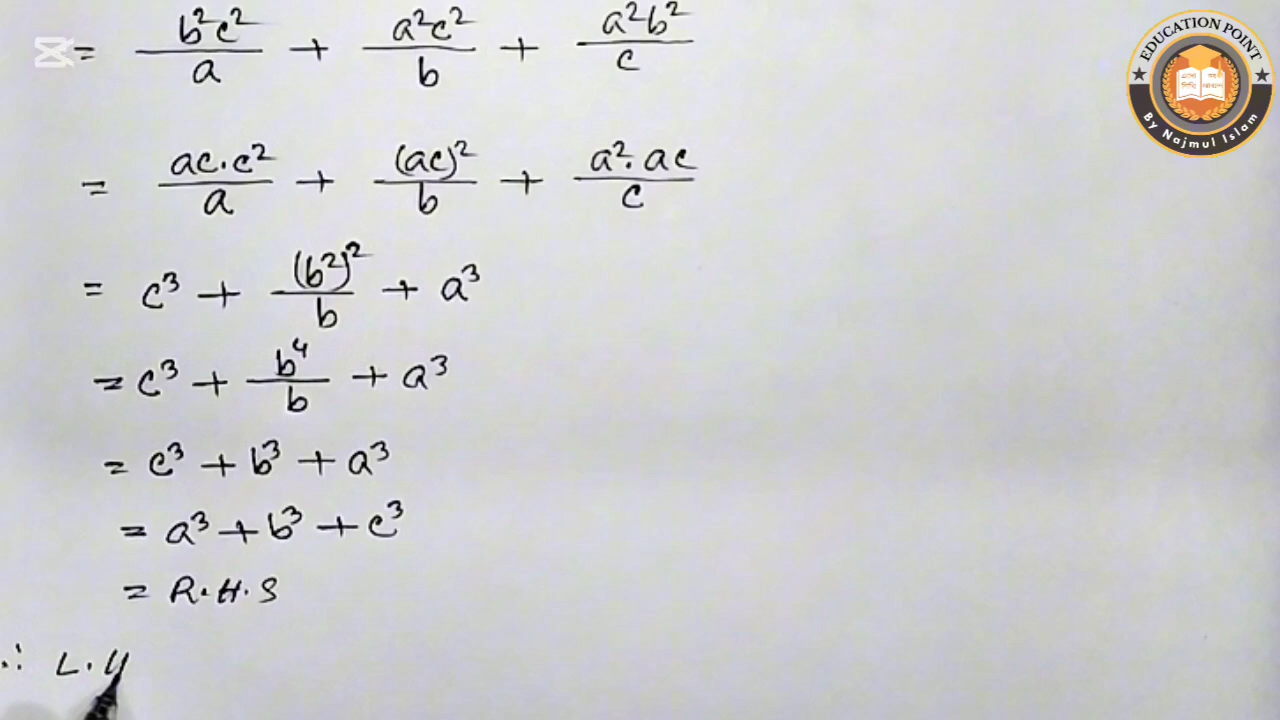 = b²c²/a + a²c²/b + a²b²/c
= ac·c²/a + (ac)²/b + a²·ac/c
= c³ + (b²)²/b + a³
= c³ + b⁴/b + a³
= c³ + b³ + a³
= a³ + b³ + c³
= R.H.S
∴ L.H
EDUCATION POINT
By Najmul Islam